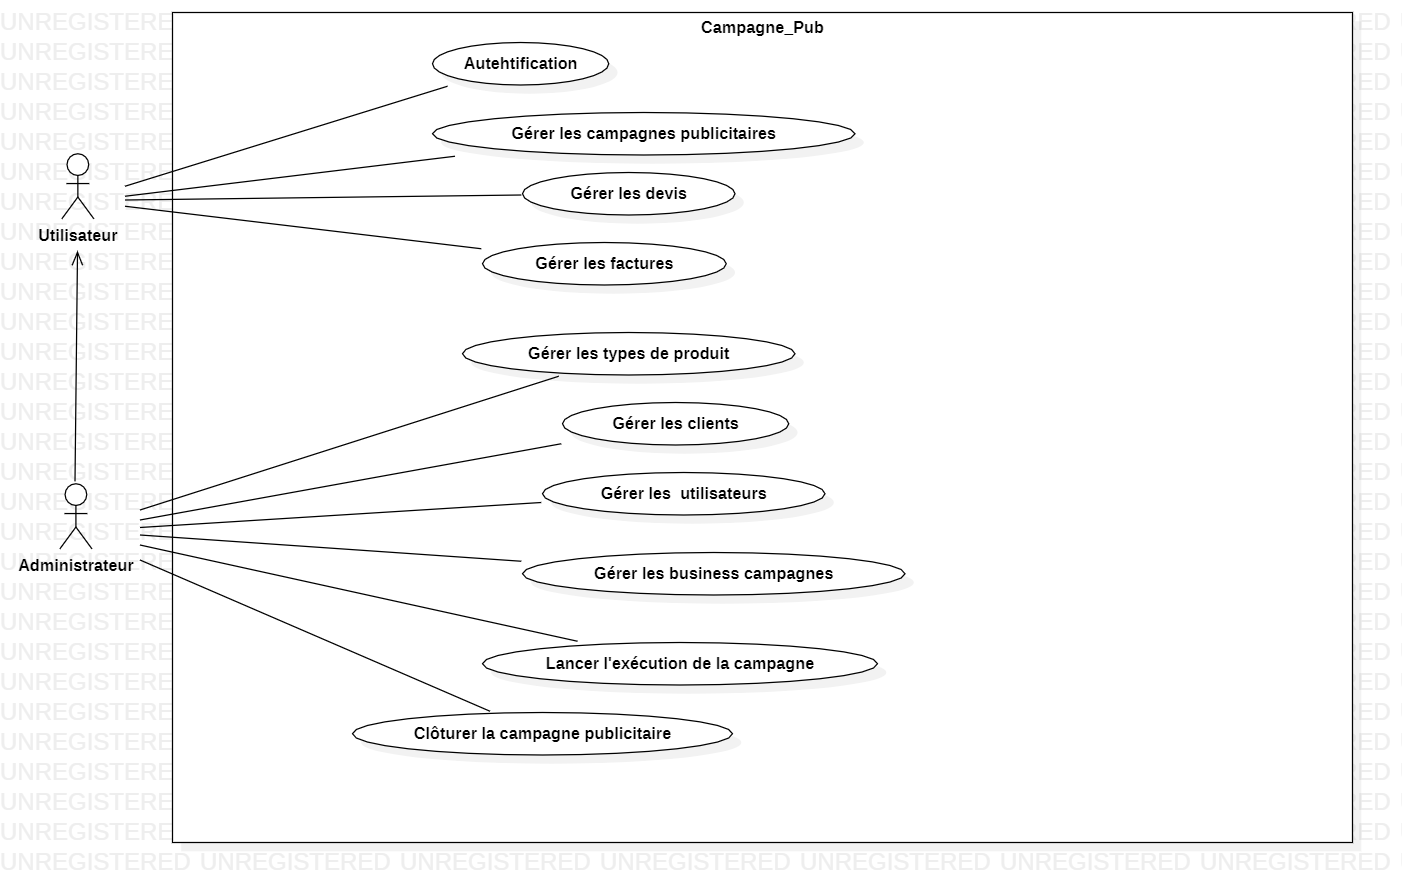 Campagne_Pub
Autehtification
Gérer les campagnes publicitaires
Gérer les devis
Utilisateur
Gérer les factures
Gérer les types de produit
Gérer les clients
Gérer les  utilisateurs
Administrateur
Gérer les business campagnes
Lancer l'exécution de la campagne
Clôturer la campagne publicitaire
UNREGISTERED UNREGISTERED UNREGISTERED UNREGISTERED UNREGISTERED UNREGISTERED UNREGISTERED